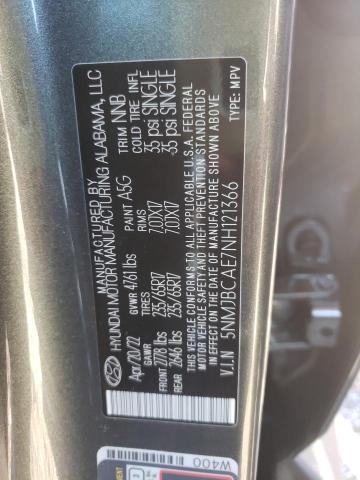 MANUFACTURED BY
HYUNDAI MOTOR MANUFACTURING ALABAMA, LLC
Apr/20/22 GVWR 4761 lbs PAINT A5G TRIM NNB
GAWR TIRES RIMS COLD TIRE INFL
FRONT 2778 lbs 235/65R17 7.0JX17 35 psi SINGLE
REAR 2646 lbs 235/65R17 7.0JX17 35 psi SINGLE
THIS VEHICLE CONFORMS TO ALL APPLICABLE U.S.A. FEDERAL
MOTOR VEHICLE SAFETY AND THEFT PREVENTION STANDARDS
IN EFFECT ON THE DATE OF MANUFACTURE SHOWN ABOVE.
V.I.N 5NMJBCAE7NH121366 TYPE: MPV
W400